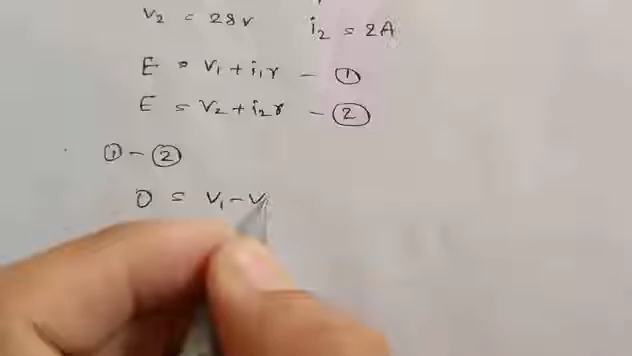 V₂ = 28V i₂ = 2A
E = V₁ + i₁r — ①
E = V₂ + i₂r — ②
① − ②
0 = V₁ − V